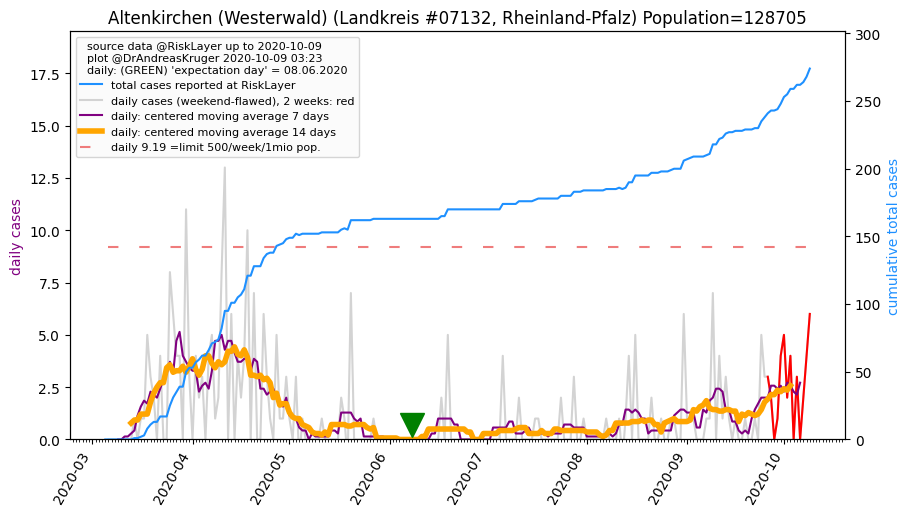 Altenkirchen (Westerwald) (Landkreis #07132, Rheinland-Pfalz) Population=128705
source data @RiskLayer up to 2020-10-09
plot @DrAndreasKruger 2020-10-09 03:23
daily: (GREEN) 'expectation day' = 08.06.2020
total cases reported at RiskLayer
daily cases (weekend-flawed), 2 weeks: red
daily: centered moving average 7 days
daily: centered moving average 14 days
daily 9.19 =limit 500/week/1mio pop.
daily cases
17.5
15.0
12.5
10.0
7.5
5.0
2.5
0.0
cumulative total cases
300
250
200
150
100
50
0
2020-03
2020-04
2020-05
2020-06
2020-07
2020-08
2020-09
2020-10